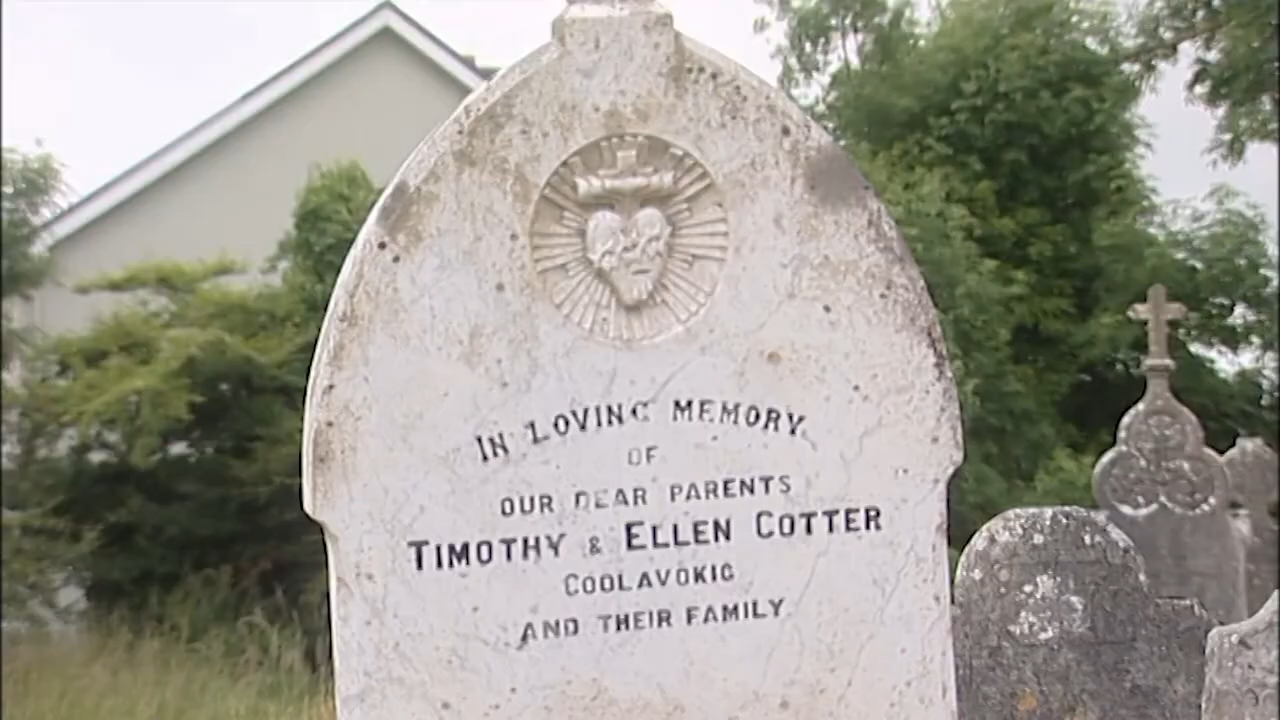 IN LOVING MEMORY
OF
OUR DEAR PARENTS
TIMOTHY & ELLEN COTTER
COOLAVOKIG
AND THEIR FAMILY